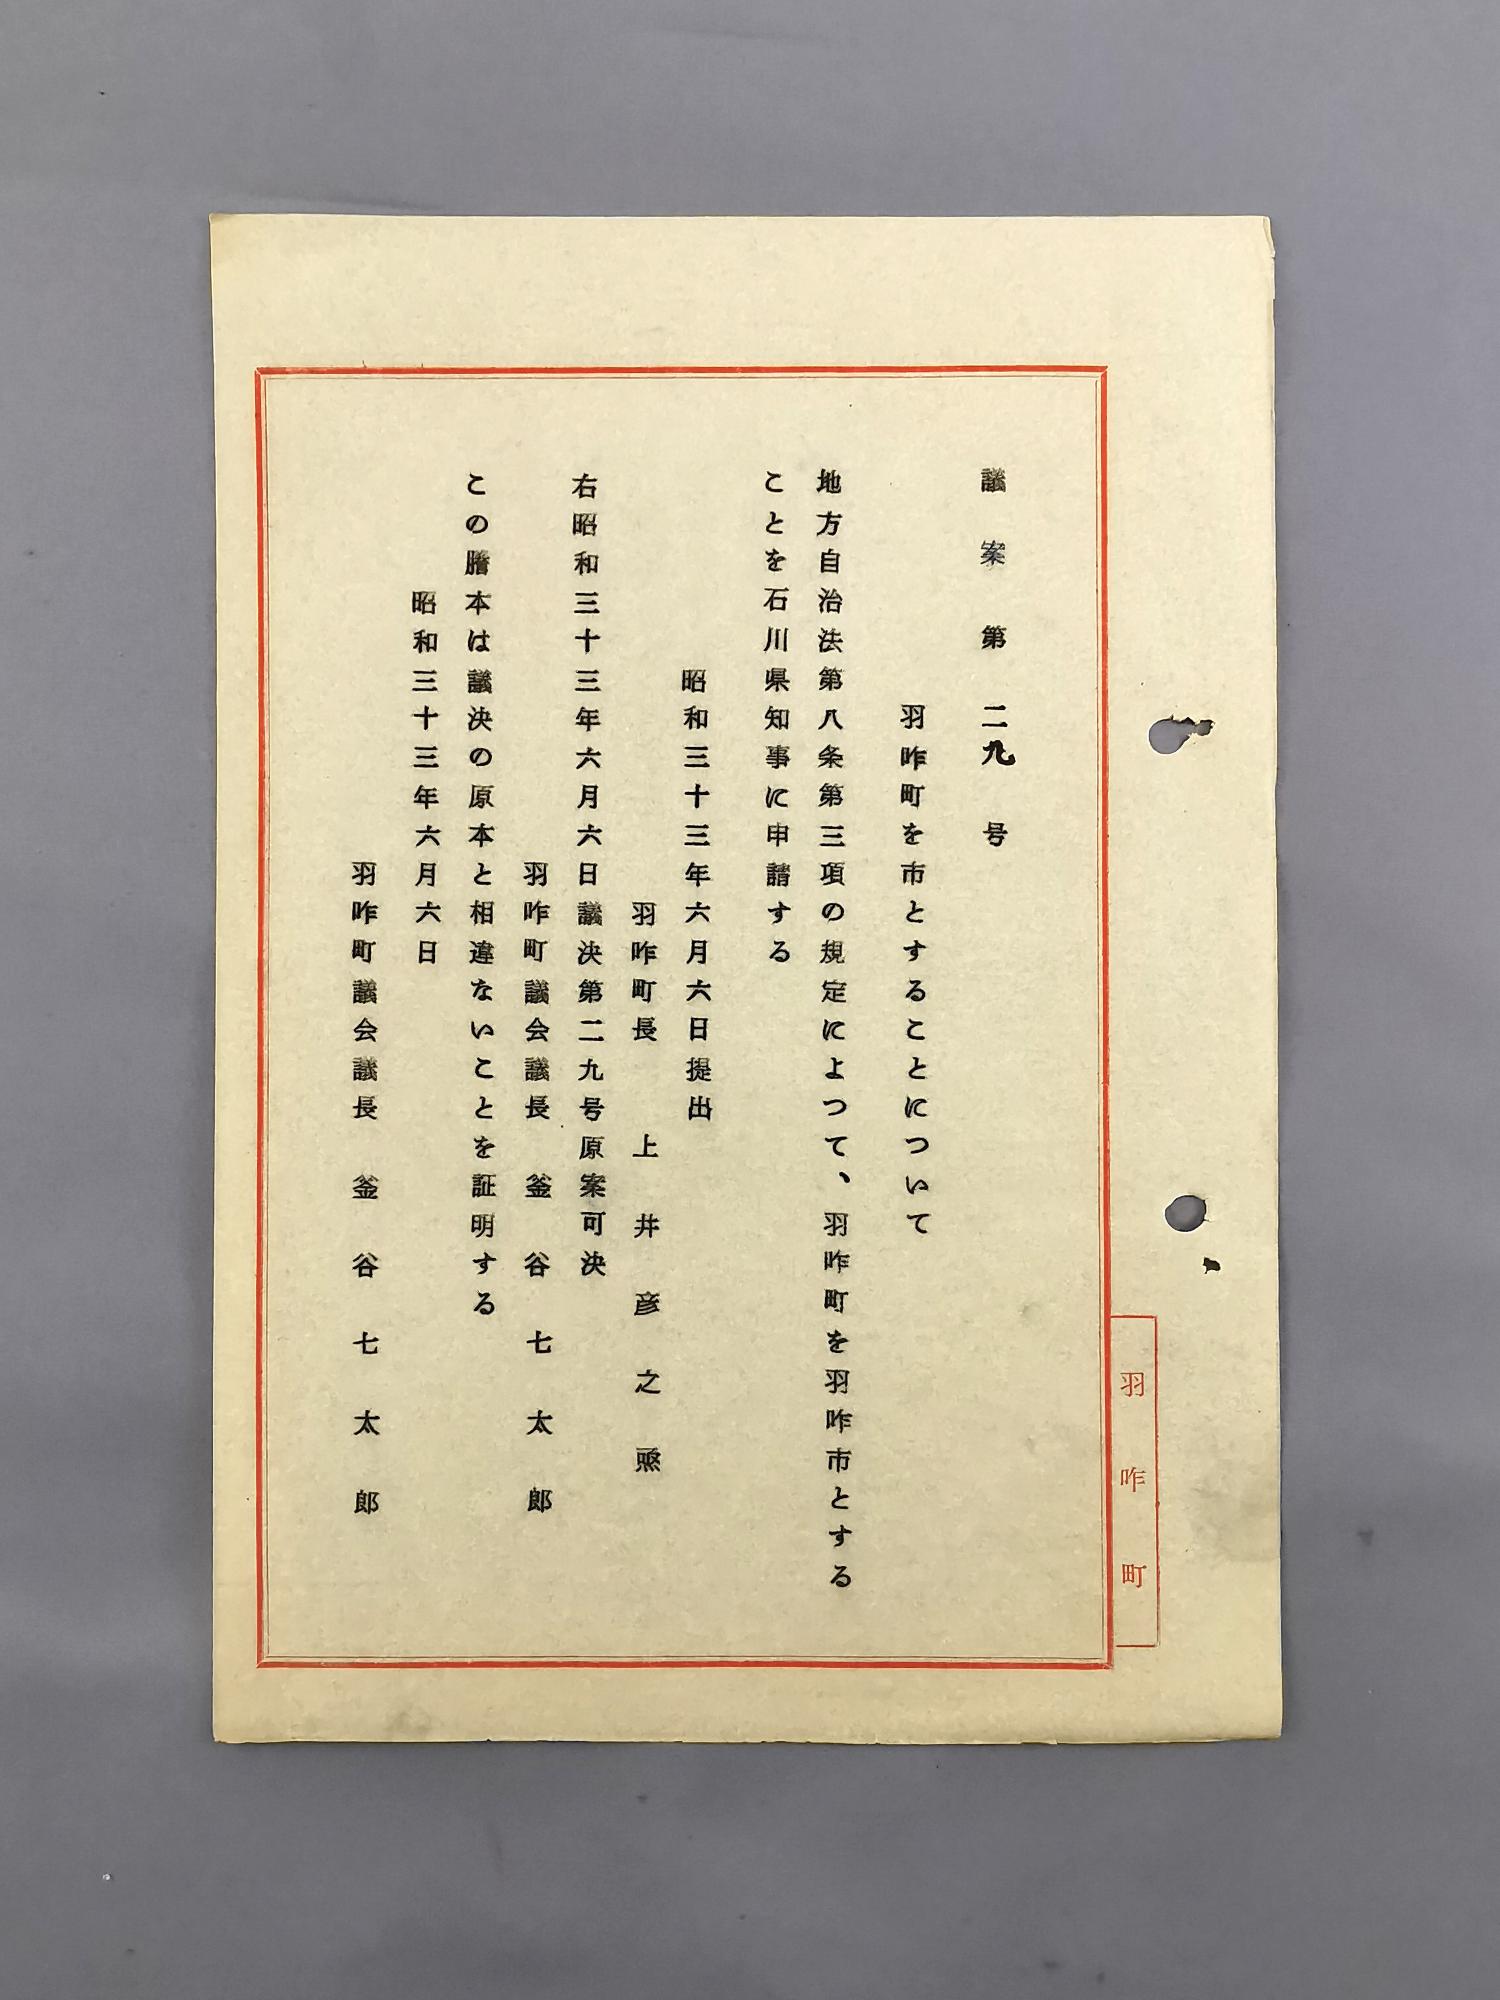 議案第二九号
羽咋町を市とすることについて
地方自治法第八条第三項の規定によつて、羽咋町を羽咋市とする
ことを石川県知事に申請する
昭和三十三年六月六日提出
羽咋町長　上井彦之烝
右昭和三十三年六月六日議決第二九号原案可決
羽咋町議会議長　釜谷七太郎
この謄本は議決の原本と相違ないことを証明する
昭和三十三年六月六日
羽咋町議会議長　釜谷七太郎
羽咋町